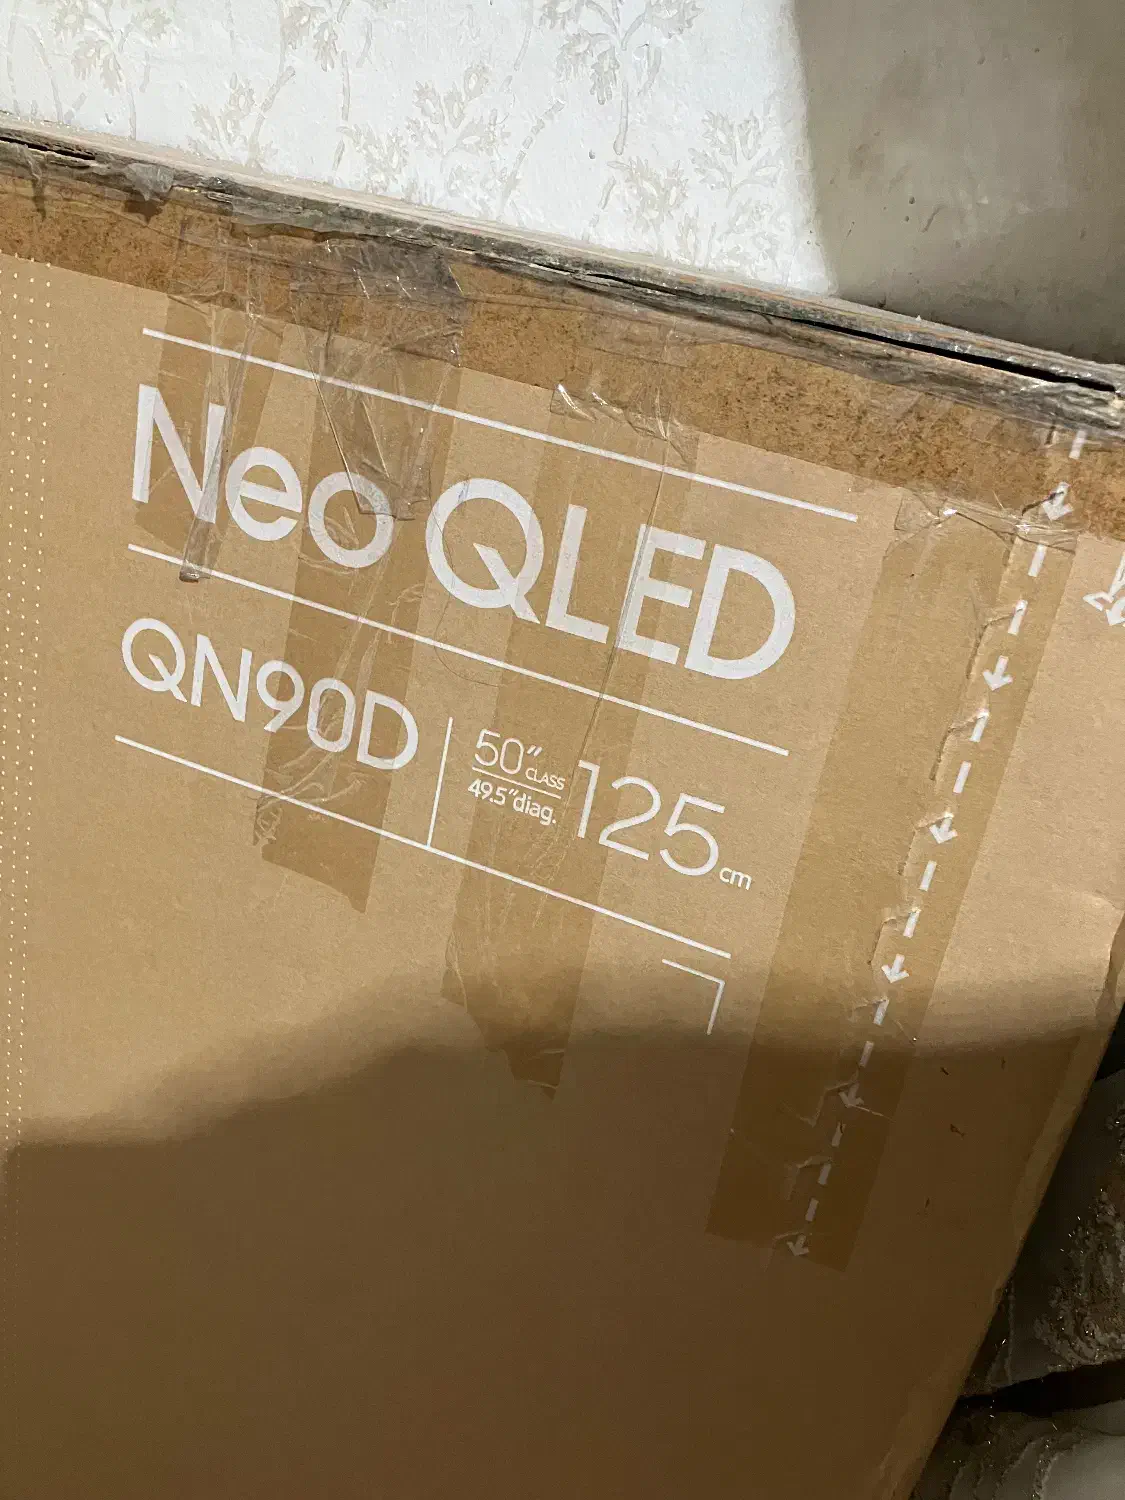 Neo QLED
QN90D
50" CLASS
49.5"diag.
125 cm